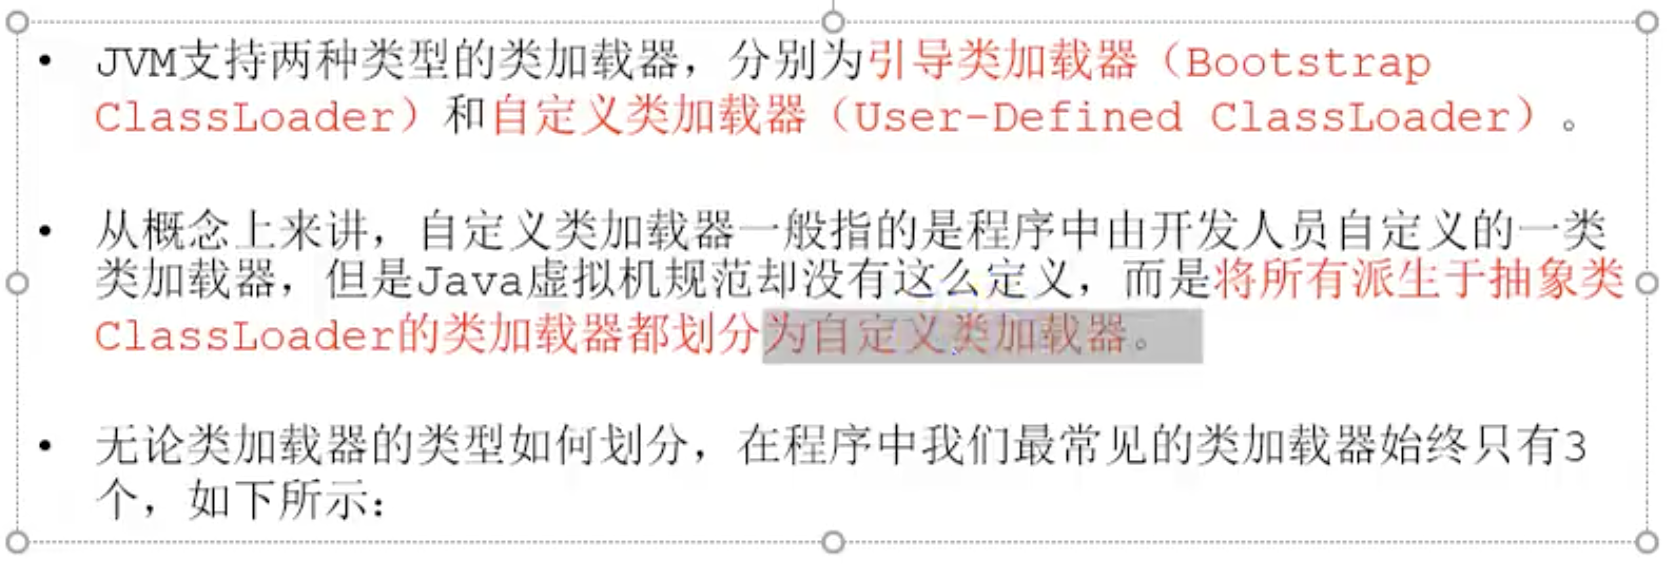 • JVM支持两种类型的类加载器，分别为引导类加载器（Bootstrap
ClassLoader）和自定义类加载器（User-Defined ClassLoader）。
• 从概念上来讲，自定义类加载器一般指的是程序中由开发人员自定义的一类
类加载器，但是Java虚拟机规范却没有这么定义，而是将所有派生于抽象类
ClassLoader的类加载器都划分为自定义类加载器。
• 无论类加载器的类型如何划分，在程序中我们最常见的类加载器始终只有3
个，如下所示：